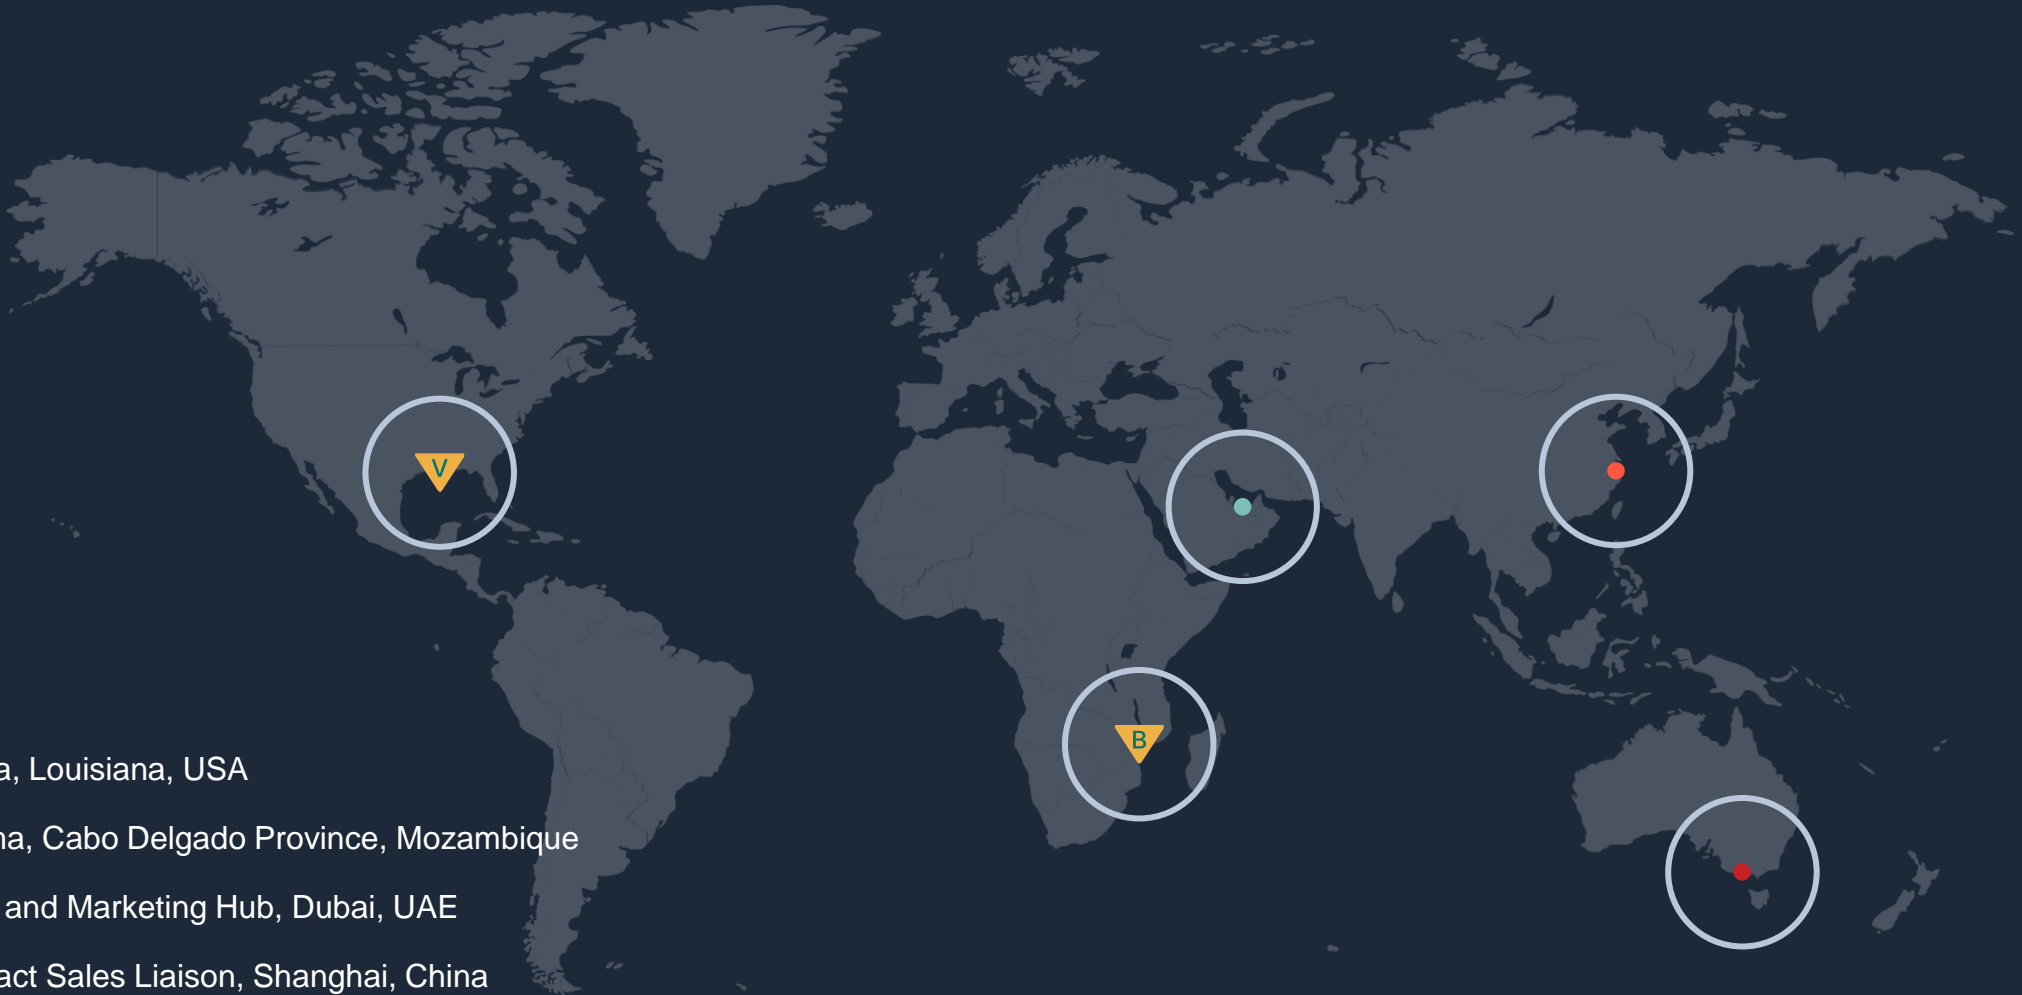 V
B
a, Louisiana, USA
na, Cabo Delgado Province, Mozambique
and Marketing Hub, Dubai, UAE
act Sales Liaison, Shanghai, China